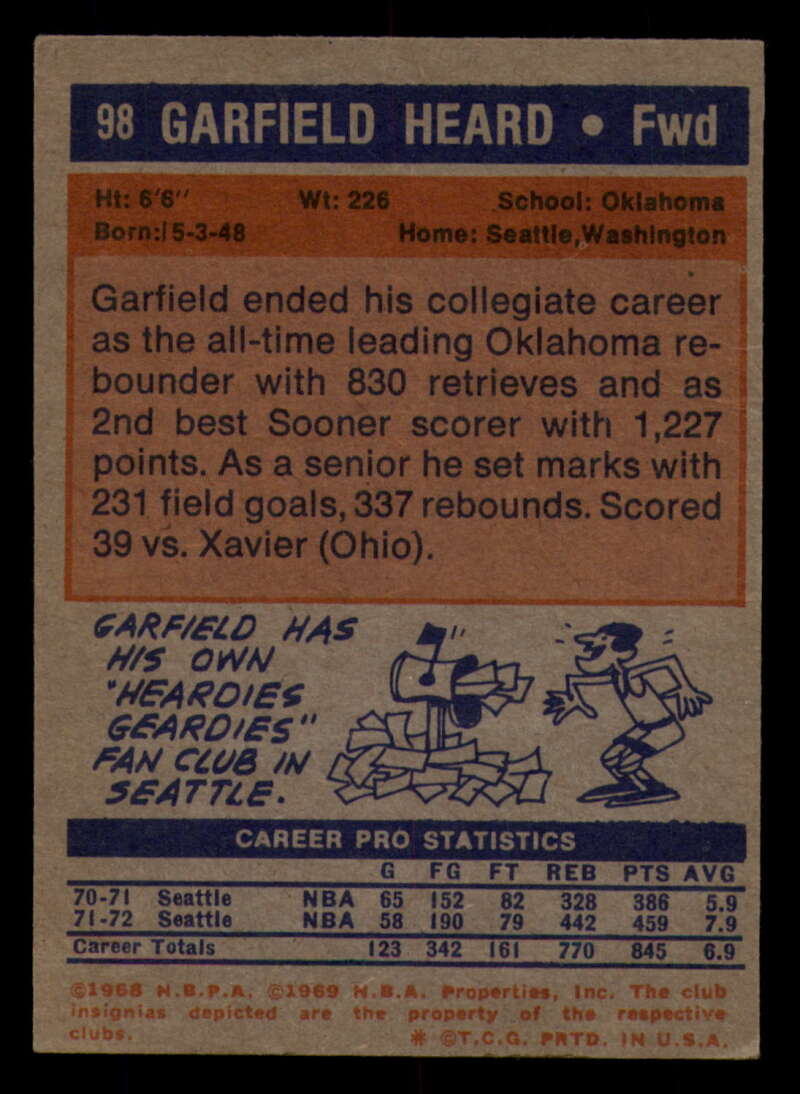 98 GARFIELD HEARD • Fwd
Ht: 6'6" Wt: 226 School: Oklahoma
Born: 5-3-48 Home: Seattle, Washington
Garfield ended his collegiate career
as the all-time leading Oklahoma re-
bounder with 830 retrieves and as
2nd best Sooner scorer with 1,227
points. As a senior he set marks with
231 field goals, 337 rebounds. Scored
39 vs. Xavier (Ohio).
GARFIELD HAS
HIS OWN
"HEARDIES
GEARDIES"
FAN CLUB IN
SEATTLE.
CAREER PRO STATISTICS
G FG FT REB PTS AVG
70-71 Seattle NBA 65 152 82 328 386 5.9
71-72 Seattle NBA 58 190 79 442 459 7.9
Career Totals 123 342 161 770 845 6.9
©1968 N.B.P.A. ©1969 N.B.A. Properties, Inc. The club
insignias depicted are the property of the respective
clubs. * ©T.C.G. PRTD. IN U.S.A.